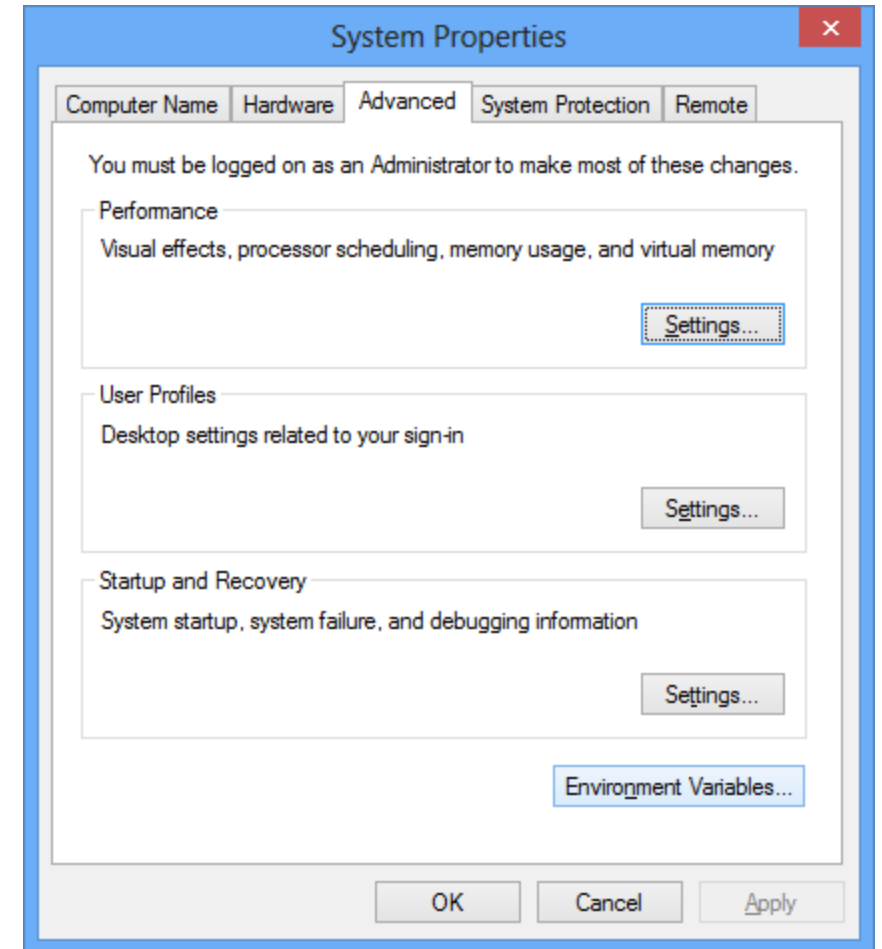 System Properties
Computer Name Hardware Advanced System Protection Remote
You must be logged on as an Administrator to make most of these changes.
Performance
Visual effects, processor scheduling, memory usage, and virtual memory
Settings...
User Profiles
Desktop settings related to your sign-in
Settings...
Startup and Recovery
System startup, system failure, and debugging information
Settings...
Environment Variables...
OK Cancel Apply